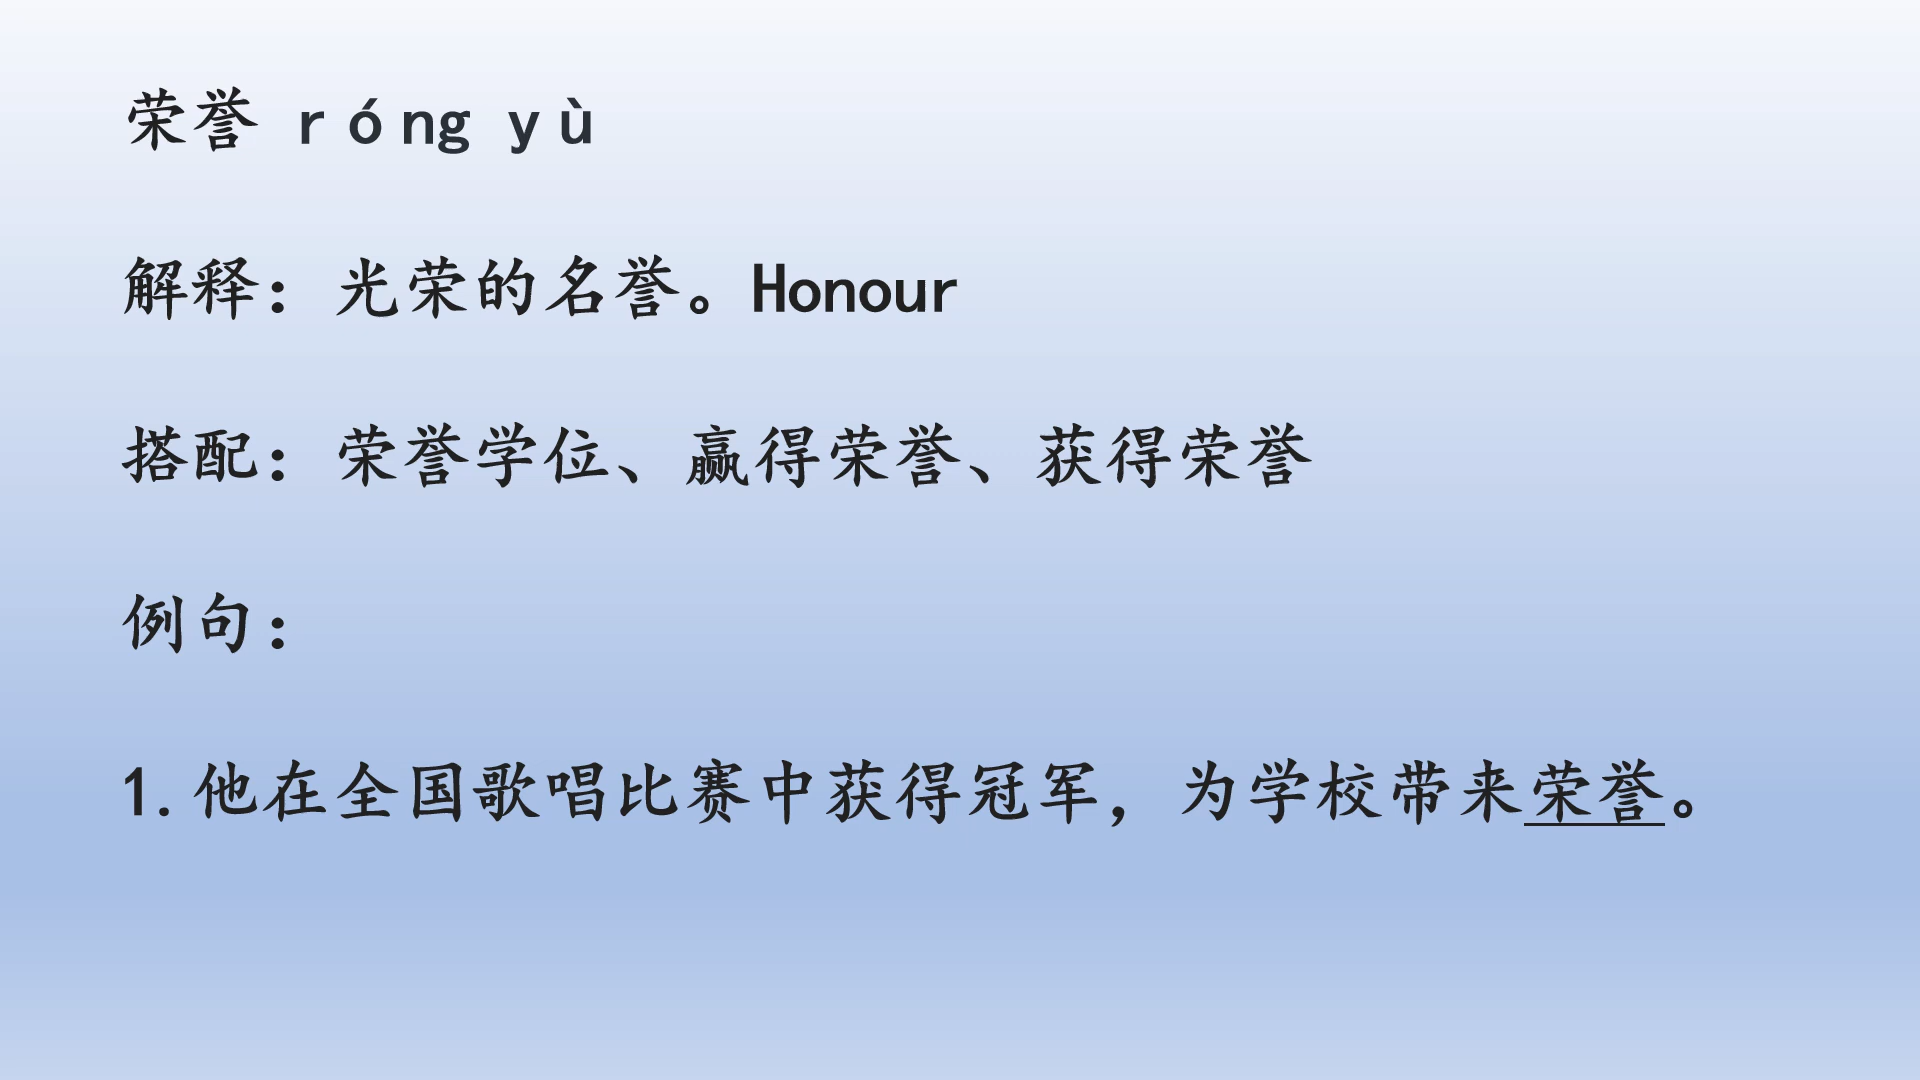 荣誉 róng yù
解释：光荣的名誉。Honour
搭配：荣誉学位、赢得荣誉、获得荣誉
例句：
1.他在全国歌唱比赛中获得冠军，为学校带来荣誉。